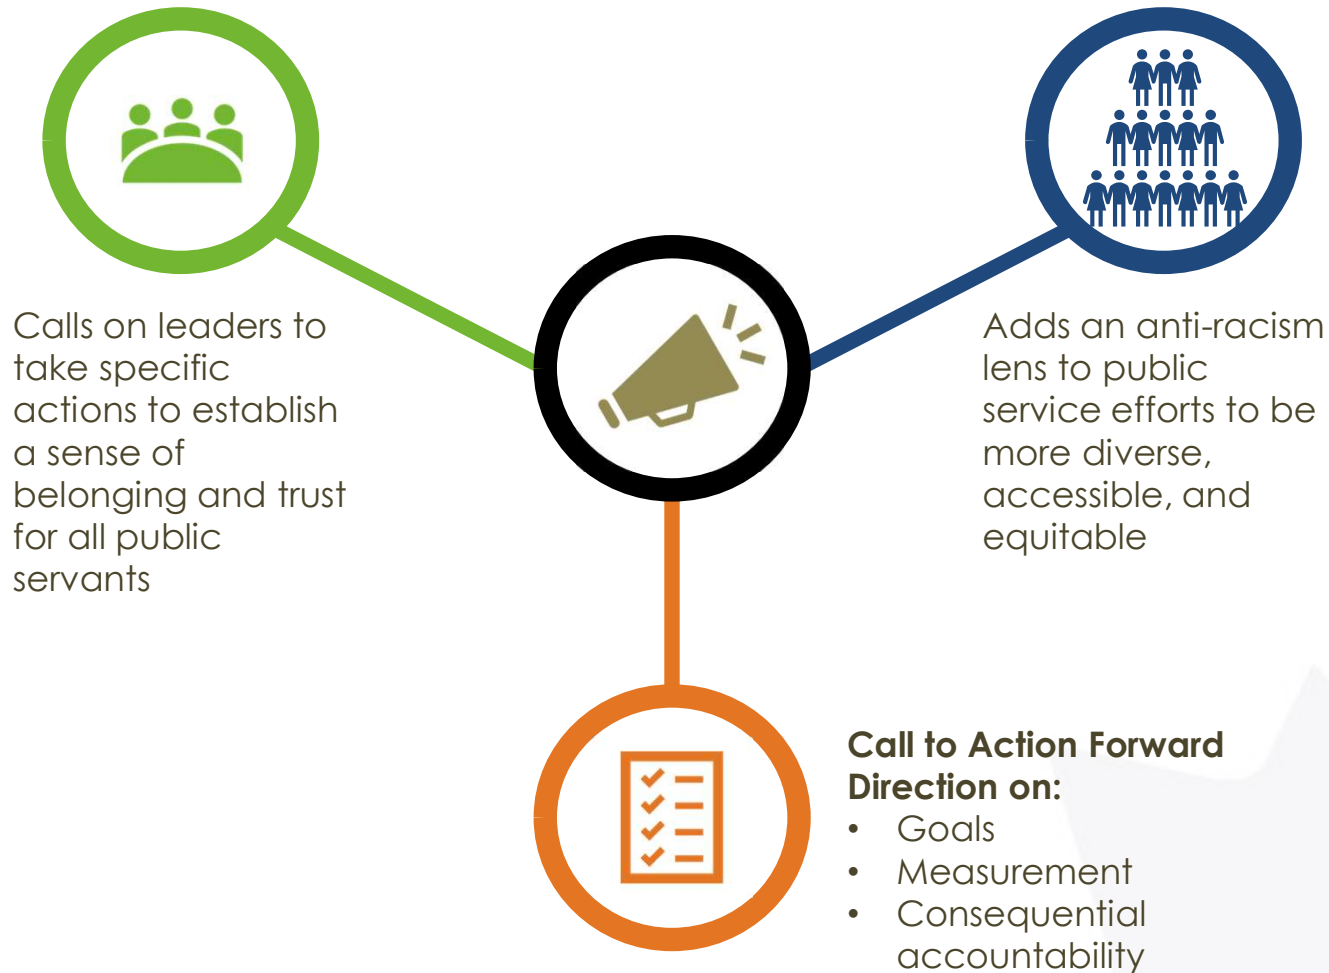 Calls on leaders to
take specific
actions to establish
a sense of
belonging and trust
for all public
servants
Adds an anti-racism
lens to public
service efforts to be
more diverse,
accessible, and
equitable
Call to Action Forward
Direction on:
• Goals
• Measurement
• Consequential
accountability